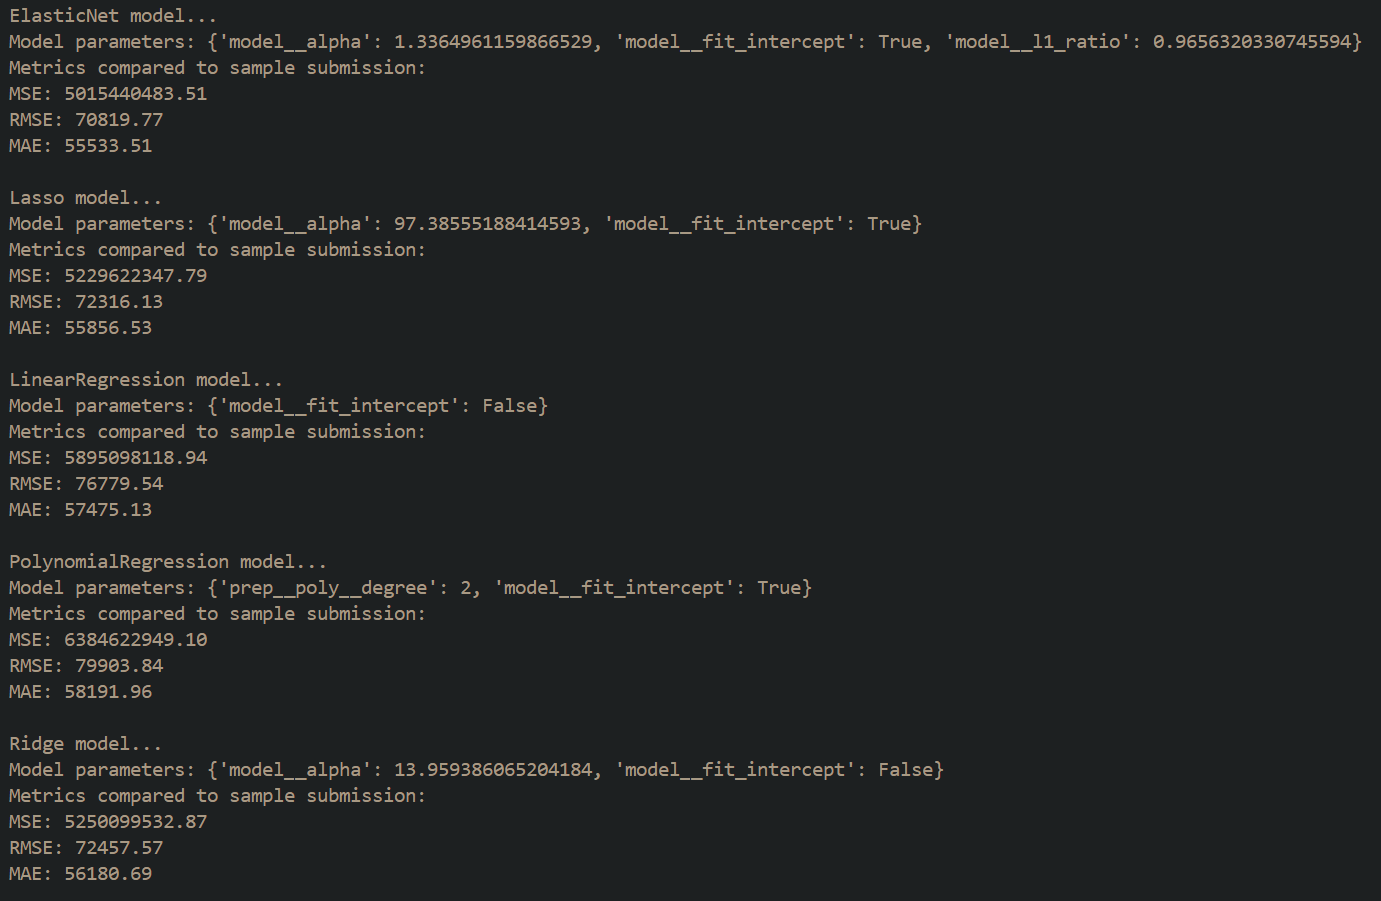 ElasticNet model...
Model parameters: {'model__alpha': 1.3364961159866529, 'model__fit_intercept': True, 'model__l1_ratio': 0.9656320330745594}
Metrics compared to sample submission:
MSE: 5015440483.51
RMSE: 70819.77
MAE: 55533.51

Lasso model...
Model parameters: {'model__alpha': 97.38555188414593, 'model__fit_intercept': True}
Metrics compared to sample submission:
MSE: 5229622347.79
RMSE: 72316.13
MAE: 55856.53

LinearRegression model...
Model parameters: {'model__fit_intercept': False}
Metrics compared to sample submission:
MSE: 5895098118.94
RMSE: 76779.54
MAE: 57475.13

PolynomialRegression model...
Model parameters: {'prep__poly__degree': 2, 'model__fit_intercept': True}
Metrics compared to sample submission:
MSE: 6384622949.10
RMSE: 79903.84
MAE: 58191.96

Ridge model...
Model parameters: {'model__alpha': 13.959386065204184, 'model__fit_intercept': False}
Metrics compared to sample submission:
MSE: 5250099532.87
RMSE: 72457.57
MAE: 56180.69